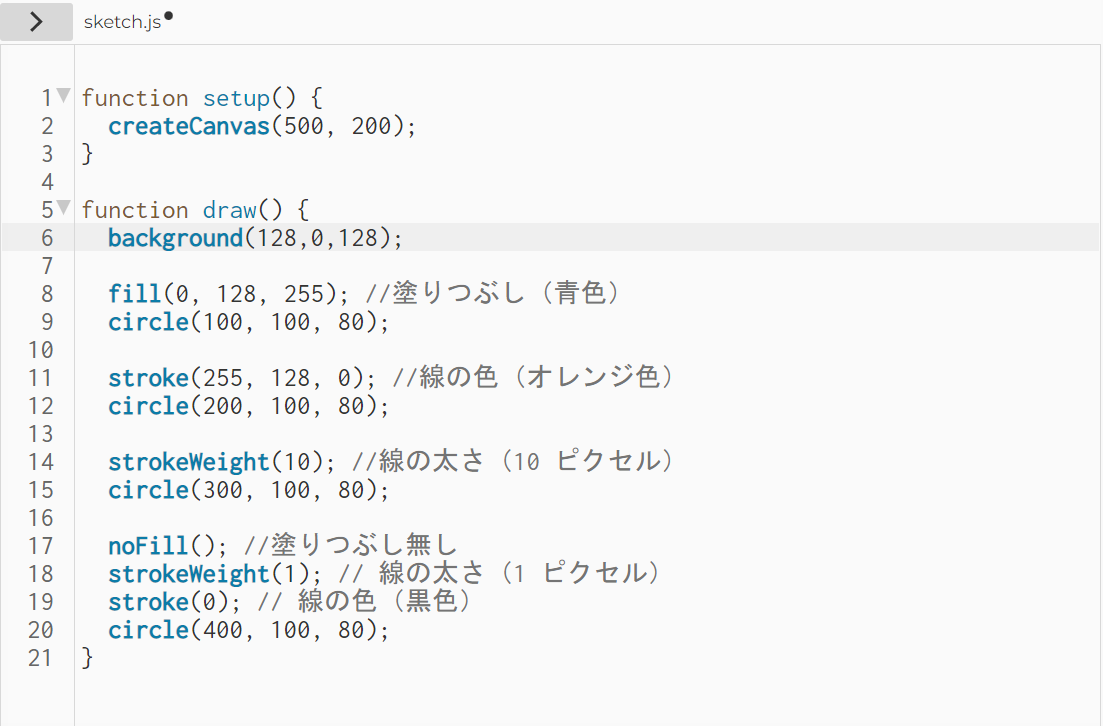 sketch.js
1 function setup() {
2 createCanvas(500, 200);
3 }
4
5 function draw() {
6 background(128,0,128);
7
8 fill(0, 128, 255); //塗りつぶし（青色）
9 circle(100, 100, 80);
10
11 stroke(255, 128, 0); //線の色（オレンジ色）
12 circle(200, 100, 80);
13
14 strokeWeight(10); //線の太さ（10 ピクセル）
15 circle(300, 100, 80);
16
17 noFill(); //塗りつぶし無し
18 strokeWeight(1); // 線の太さ（1 ピクセル）
19 stroke(0); // 線の色（黒色）
20 circle(400, 100, 80);
21 }